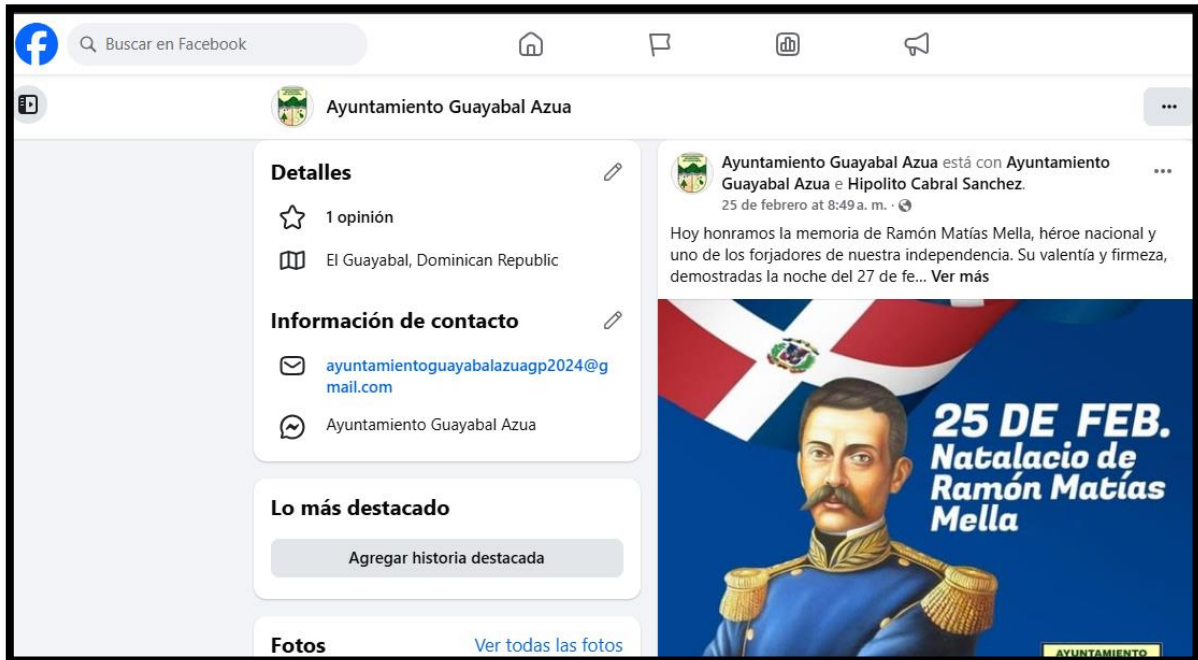 Buscar en Facebook
Ayuntamiento Guayabal Azua
Detalles
1 opinión
El Guayabal, Dominican Republic
Información de contacto
ayuntamientoguayabalazuagp2024@g
mail.com
Ayuntamiento Guayabal Azua
Lo más destacado
Agregar historia destacada
Fotos
Ver todas las fotos
Ayuntamiento Guayabal Azua está con Ayuntamiento
Guayabal Azua e Hipolito Cabral Sanchez.
25 de febrero at 8:49 a. m. ·
Hoy honramos la memoria de Ramón Matías Mella, héroe nacional y
uno de los forjadores de nuestra independencia. Su valentía y firmeza,
demostradas la noche del 27 de fe... Ver más
25 DE FEB.
Natalacio de
Ramón Matías
Mella
AYUNTAMIENTO